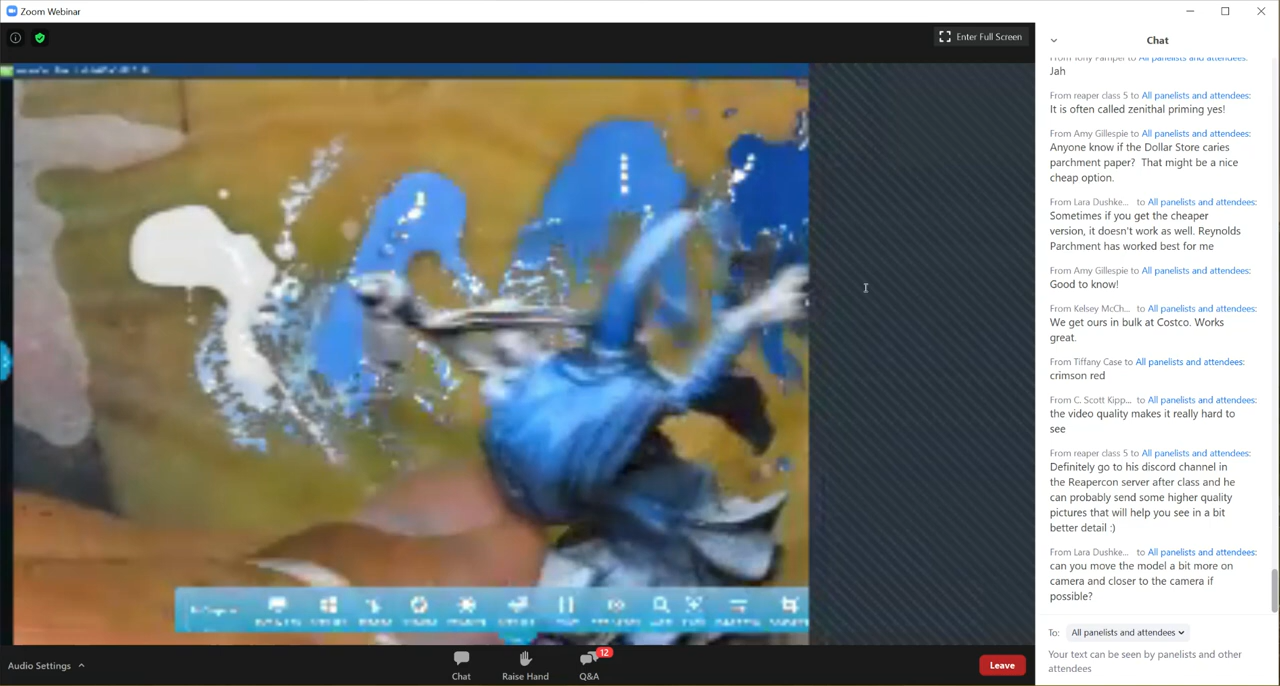 Zoom Webinar
Enter Full Screen
Chat
From Tony Pamper to All panelists and attendees:
Jah
From reaper class 5 to All panelists and attendees:
It is often called zenithal priming yes!
From Amy Gillespie to All panelists and attendees:
Anyone know if the Dollar Store caries
parchment paper? That might be a nice
cheap option.
From Lara Dushke... to All panelists and attendees:
Sometimes if you get the cheaper
version, it doesn't work as well. Reynolds
Parchment has worked best for me
From Amy Gillespie to All panelists and attendees:
Good to know!
From Kelsey McCh... to All panelists and attendees:
We get ours in bulk at Costco. Works
great.
From Tiffany Case to All panelists and attendees:
crimson red
From C. Scott Kipp... to All panelists and attendees:
the video quality makes it really hard to
see
From reaper class 5 to All panelists and attendees:
Definitely go to his discord channel in
the Reapercon server after class and he
can probably send some higher quality
pictures that will help you see in a bit
better detail :)
From Lara Dushke... to All panelists and attendees:
can you move the model a bit more on
camera and closer to the camera if
possible?
To: All panelists and attendees
Your text can be seen by panelists and other
attendees
Audio Settings
Chat
Raise Hand
12
Q&A
Leave